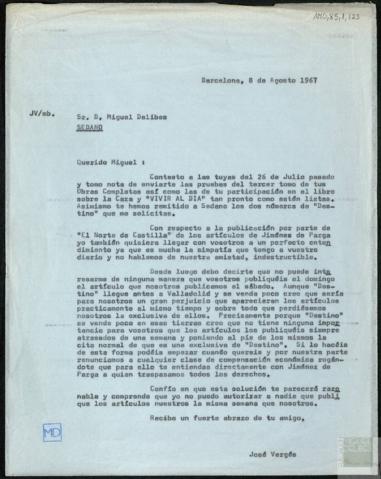 AMD,85,1,123
Barcelona, 8 de Agosto 1967
JV/mb.
Sr. D. Miguel Delibes
SEDANO
Querido Miguel :
Contesto a las tuyas del 26 de Julio pasado
y tomo nota de enviarte las pruebas del tercer tomo de tus
Obras Completas así como las de tu participación en el libro
sobre la Caza y "VIVIR AL DIA" tan pronto como estén listas.
Asimismo te hemos remitido a Sedano los dos números de "Des-
tino" que me solicitas.
Con respecto a la publicación por parte de
"El Norte de Castilla" de los artículos de Jiménez de Parga
yo también quisiera llegar con vosotros a un perfecto enten
dimiento ya que es mucha la simpatía que tengo a vuestro
diario y no hablemos de nuestra amistad, indestructible.
Desde luego debo decirte que no puede inte
resarme de ninguna manera que vosotros publiquéis el domingo
el artículo que nosotros publicamos el sábado. Aunque "Des-
tino" llegue antes a Valladolid y se venda poco creo que sería
para nosotros un gran perjuicio que aparecieran los artículos
practicamente al mismo tiempo y sobre todo que perdiésemos
nosotros la exclusiva de ellos. Precisamente porque "Destino"
se vende poco en esas tierras creo que no tiene ninguna impor
tancia para vosotros que los artículos los publiquéis siempre
atrasados de una semana y poniendo al pie de los mismos la
cita normal de que es una exclusiva de "Destino". Si lo hacéis
de esta forma podéis empezar cuando queráis y por nuestra parte
renunciamos a cualquier clase de compensación económica rogán-
dote que para ello te entiendas directamente con Jiménez de
Parga a quien traspasamos todos los derechos.
Confío en que esta solución te parecerá razo
nable y comprende que yo no puedo autorizar a nadie que publi
que los artículos nuestros la misma semana que nosotros.
Recibe un fuerte abrazo de tu amigo,
MD
José Vergés